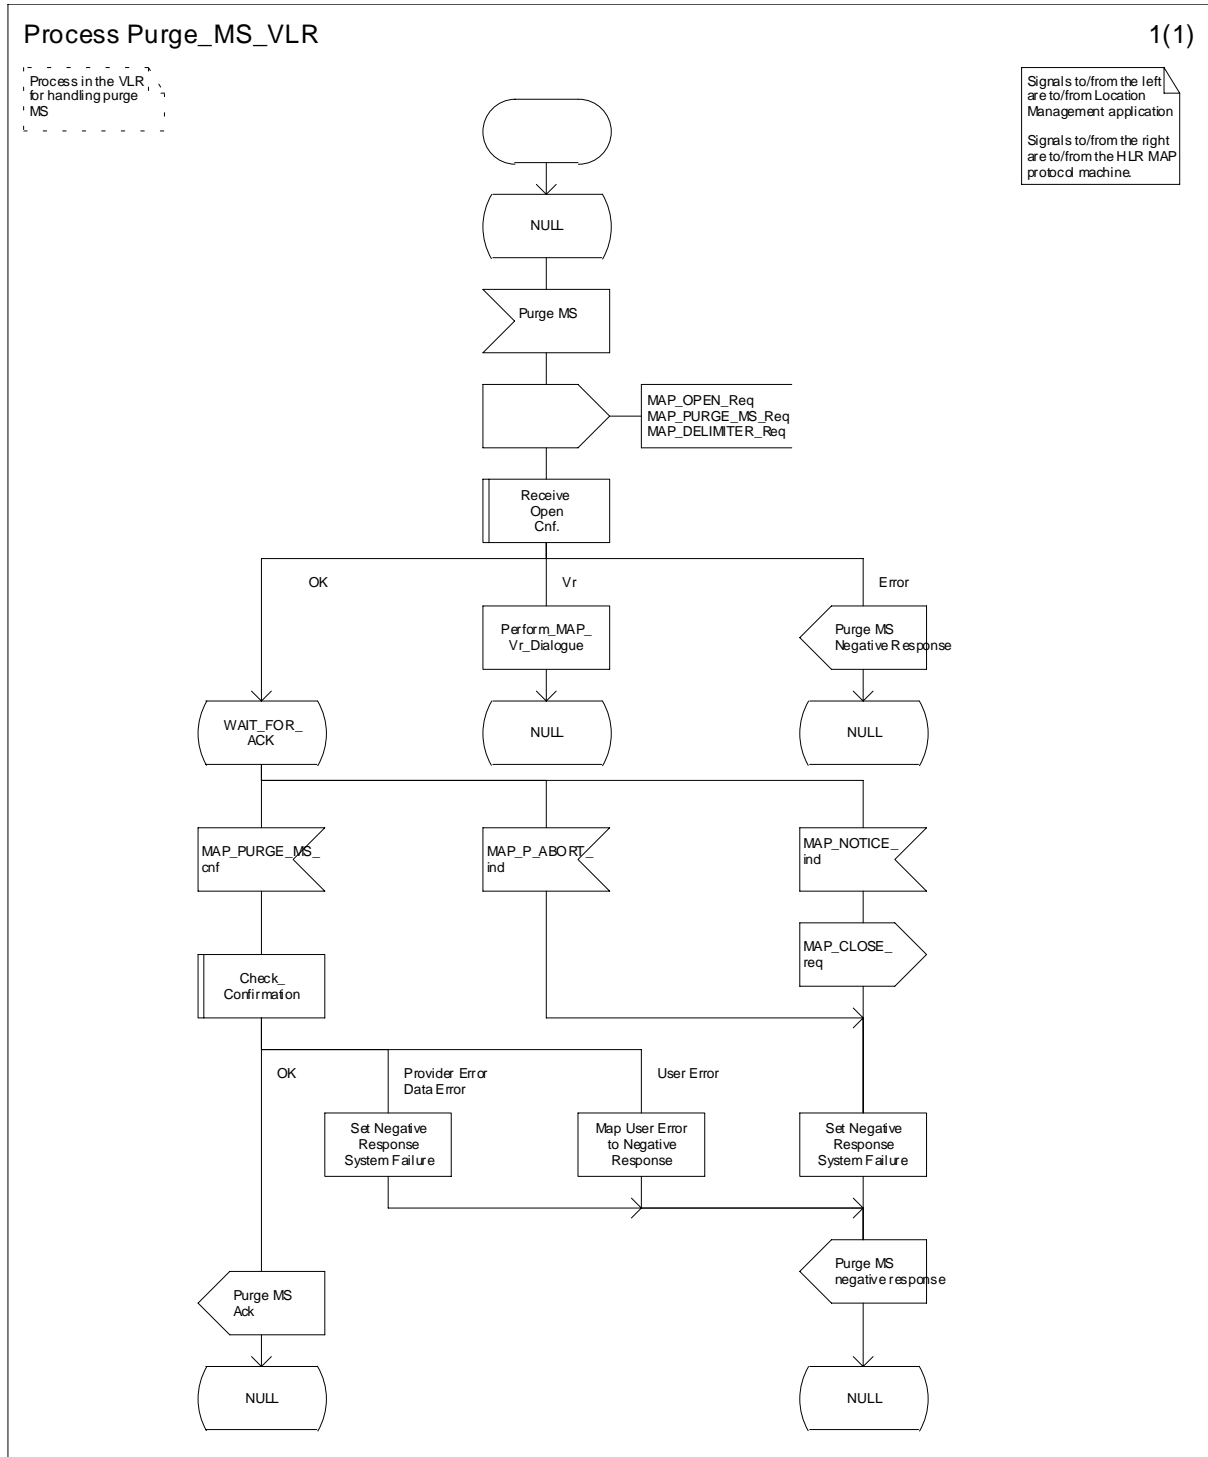 Process Purge_MS_VLR
1(1)
Process in the VLR
for handling purge
MS
Signals to/from the left
are to/from Location
Management application
Signals to/from the right
are to/from the HLR MAP
protocol machine.
NULL
Purge MS
MAP_OPEN_Req
MAP_PURGE_MS_Req
MAP_DELIMITER_Req
Receive
Open
Cnf.
OK
Vr
Error
Perform_MAP_
Vr_Dialogue
Purge MS
Negative Response
WAIT_FOR_
ACK
NULL
NULL
MAP_PURGE_MS_
cnf
MAP_P_ABORT_
ind
MAP_NOTICE_
ind
MAP_CLOSE_
req
Check_
Confirmation
OK
Provider Error
Data Error
User Error
Set Negative
Response
System Failure
Map User Error
to Negative
Response
Set Negative
Response
System Failure
Purge MS
negative response
Purge MS
Ack
NULL
NULL